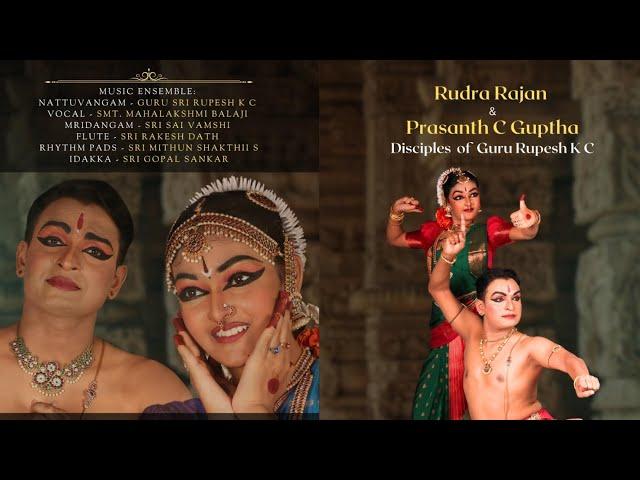 MUSIC ENSEMBLE:
NATTUVANGAM - GURU SRI RUPESH K C
VOCAL - SMT. MAHALAKSHMI BALAJI
MRIDANGAM - SRI SAI VAMSHI
FLUTE - SRI RAKESH DATH
RHYTHM PADS - SRI MITHUN SHAKTHII S
IDAKKA - SRI GOPAL SANKAR
Rudra Rajan
&
Prasanth C Guptha
Disciples of Guru Rupesh K C